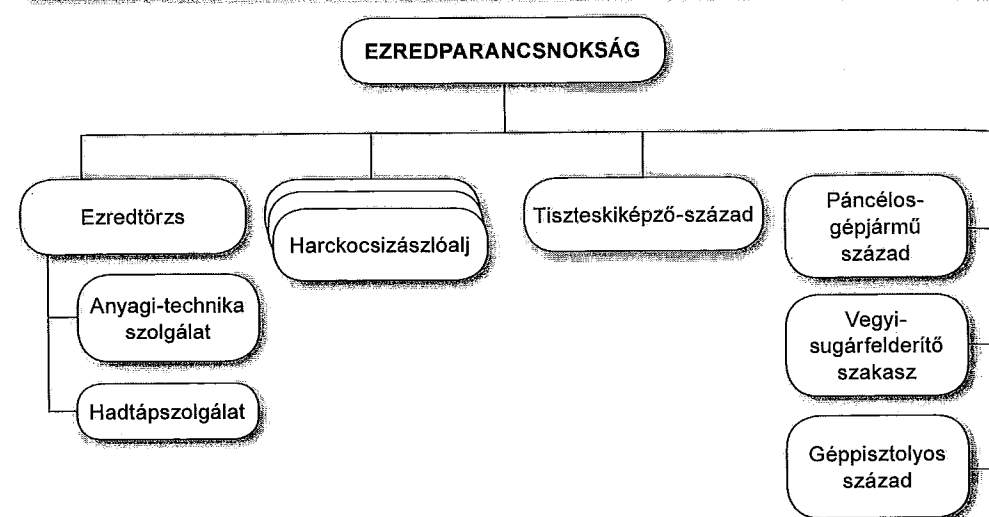 EZREDPARANCSNOKSÁG
Ezredtörzs
Anyagi-technika
szolgálat
Hadtápszolgálat
Harckocsizászlóalj
Tiszteskiképző-század
Páncélos-
gépjármű
század
Vegyi-
sugárfelderítő
szakasz
Géppisztolyos
század